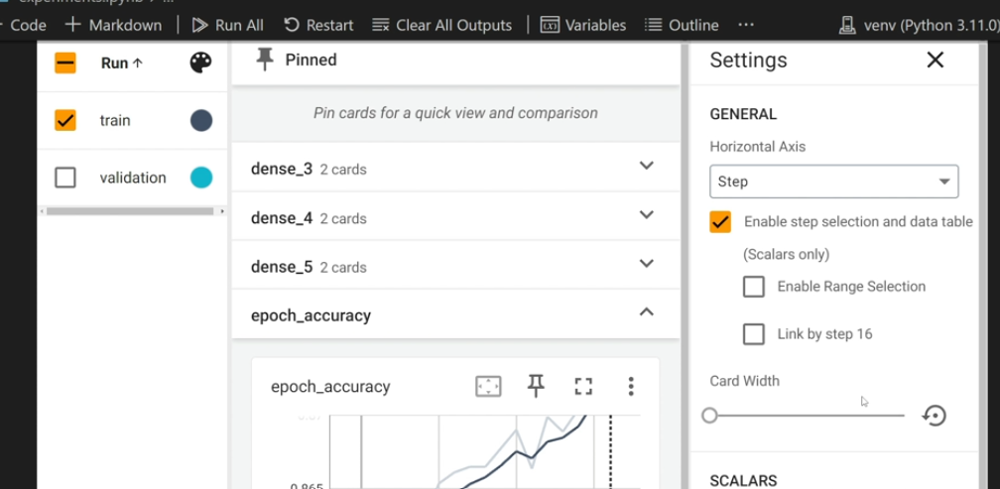 Code Markdown Run All Restart Clear All Outputs Variables Outline ... venv (Python 3.11.0)
Run
Pinned
Settings
Pin cards for a quick view and comparison
GENERAL
train
Horizontal Axis
Step
validation
dense_3 2 cards
Enable step selection and data table
(Scalars only)
dense_4 2 cards
dense_5 2 cards
Enable Range Selection
epoch_accuracy
Link by step 16
epoch_accuracy
Card Width
0.865
SCALARS